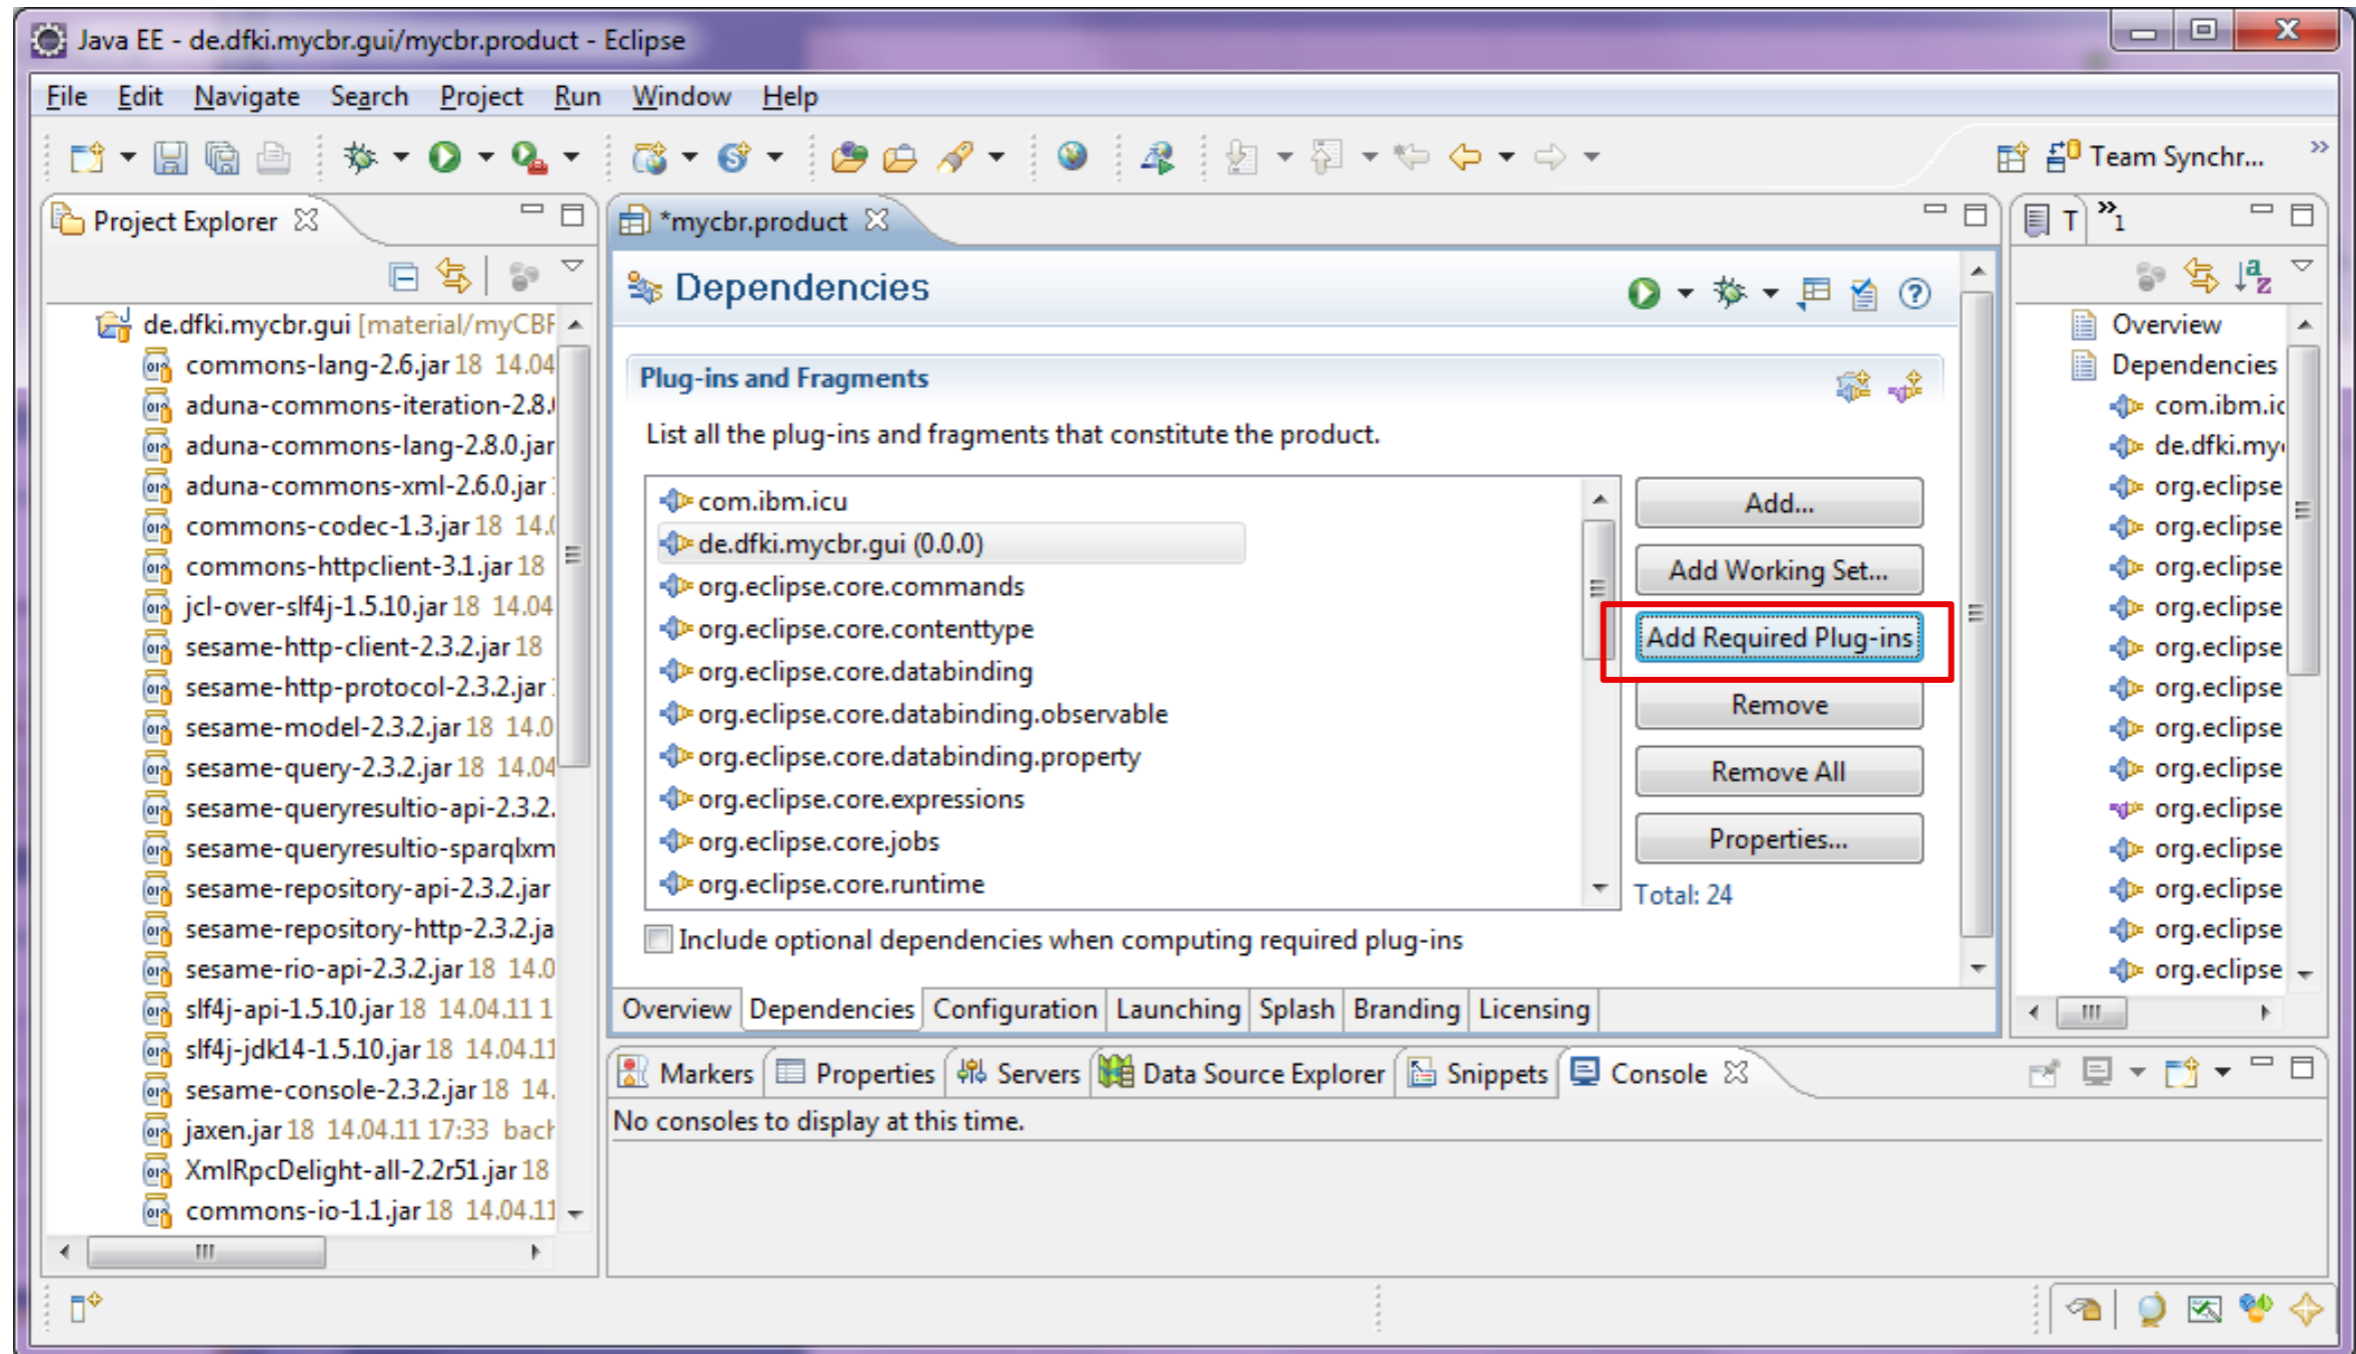 Java EE - de.dfki.mycbr.gui/mycbr.product - Eclipse
File Edit Navigate Search Project Run Window Help
Team Synchr...
Project Explorer
de.dfki.mycbr.gui [material/myCBR
commons-lang-2.6.jar 18 14.04
aduna-commons-iteration-2.8.
aduna-commons-lang-2.8.0.jar
aduna-commons-xml-2.6.0.jar
commons-codec-1.3.jar 18 14.0
commons-httpclient-3.1.jar 18
jcl-over-slf4j-1.5.10.jar 18 14.04
sesame-http-client-2.3.2.jar 18
sesame-http-protocol-2.3.2.jar
sesame-model-2.3.2.jar 18 14.0
sesame-query-2.3.2.jar 18 14.04
sesame-queryresultio-api-2.3.2.
sesame-queryresultio-sparqlxm
sesame-repository-api-2.3.2.jar
sesame-repository-http-2.3.2.ja
sesame-rio-api-2.3.2.jar 18 14.0
slf4j-api-1.5.10.jar 18 14.04.11 1
slf4j-jdk14-1.5.10.jar 18 14.04.11
sesame-console-2.3.2.jar 18 14.
jaxen.jar 18 14.04.11 17:33 bach
XmlRpcDelight-all-2.2r51.jar 18
commons-io-1.1.jar 18 14.04.11
*mycbr.product
Dependencies
Plug-ins and Fragments
List all the plug-ins and fragments that constitute the product.
com.ibm.icu
de.dfki.mycbr.gui (0.0.0)
org.eclipse.core.commands
org.eclipse.core.contenttype
org.eclipse.core.databinding
org.eclipse.core.databinding.observable
org.eclipse.core.databinding.property
org.eclipse.core.expressions
org.eclipse.core.jobs
org.eclipse.core.runtime
Add...
Add Working Set...
Add Required Plug-ins
Remove
Remove All
Properties...
Total: 24
Include optional dependencies when computing required plug-ins
Overview Dependencies Configuration Launching Splash Branding Licensing
T »1
Overview
Dependencies
com.ibm.ic
de.dfki.my
org.eclipse
org.eclipse
org.eclipse
org.eclipse
org.eclipse
org.eclipse
org.eclipse
org.eclipse
org.eclipse
org.eclipse
org.eclipse
org.eclipse
org.eclipse
Markers Properties Servers Data Source Explorer Snippets Console
No consoles to display at this time.